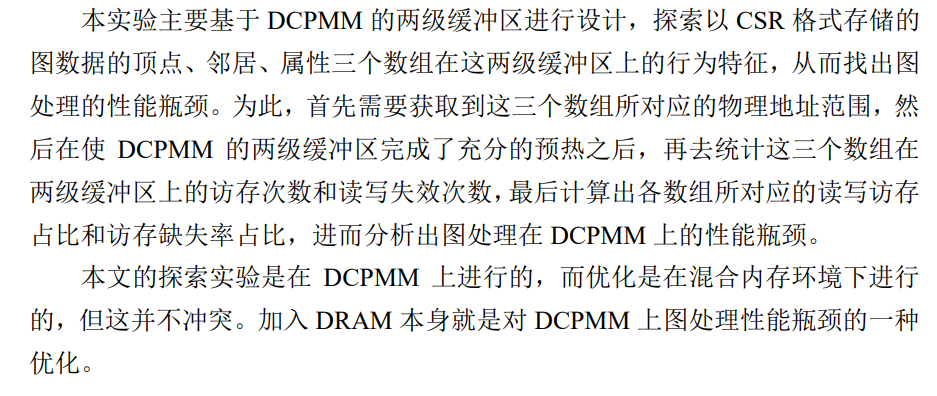 本实验主要基于 DCPMM 的两级缓冲区进行设计，探索以 CSR 格式存储的
图数据的顶点、邻居、属性三个数组在这两级缓冲区上的行为特征，从而找出图
处理的性能瓶颈。为此，首先需要获取到这三个数组所对应的物理地址范围，然
后在使 DCPMM 的两级缓冲区完成了充分的预热之后，再去统计这三个数组在
两级缓冲区上的访存次数和读写失效次数，最后计算出各数组所对应的读写访存
占比和访存缺失率占比，进而分析出图处理在 DCPMM 上的性能瓶颈。
本文的探索实验是在 DCPMM 上进行的，而优化是在混合内存环境下进行
的，但这并不冲突。加入 DRAM 本身就是对 DCPMM 上图处理性能瓶颈的一种
优化。